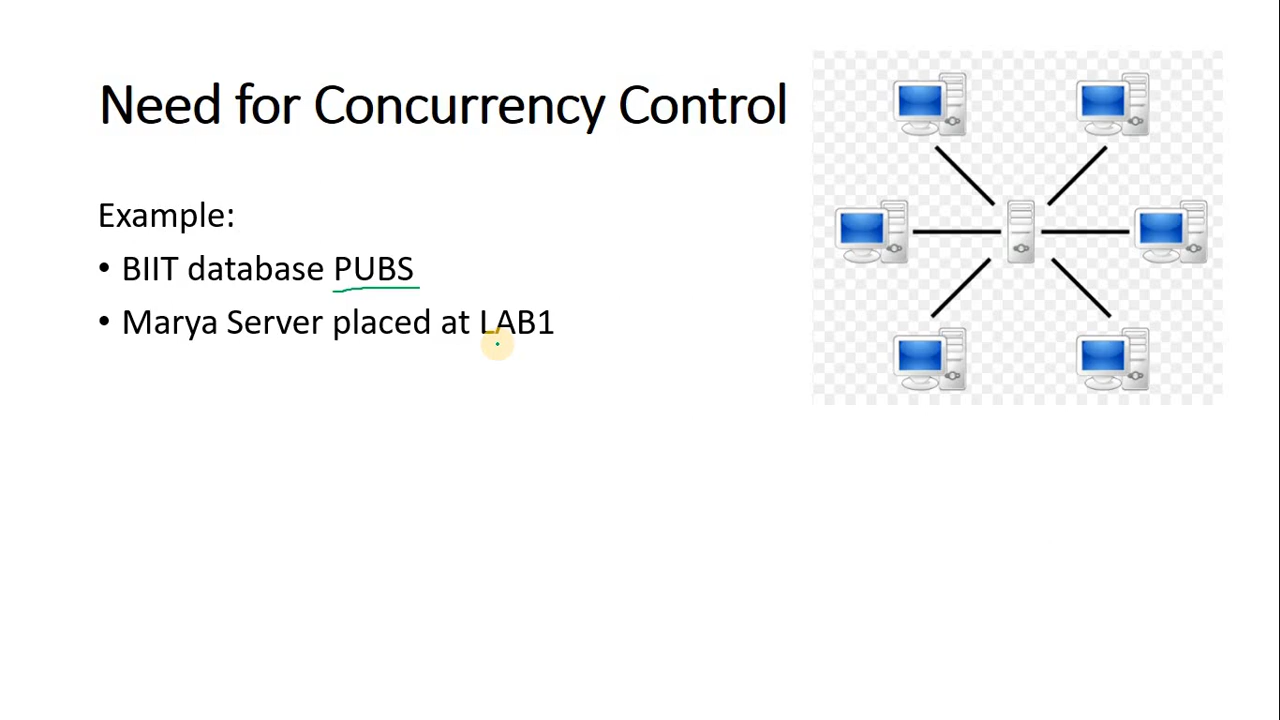 Need for Concurrency Control
Example:
• BIIT database PUBS
• Marya Server placed at LAB1